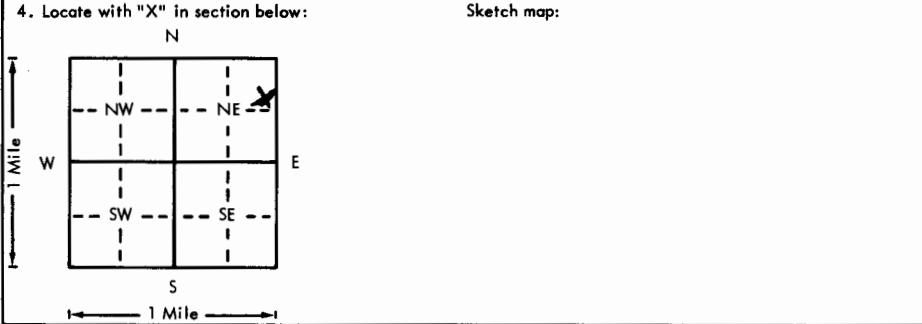 4. Locate with "X" in section below:
Sketch map:
N
NW NE
W E
1 Mile
SW SE
S
1 Mile
X